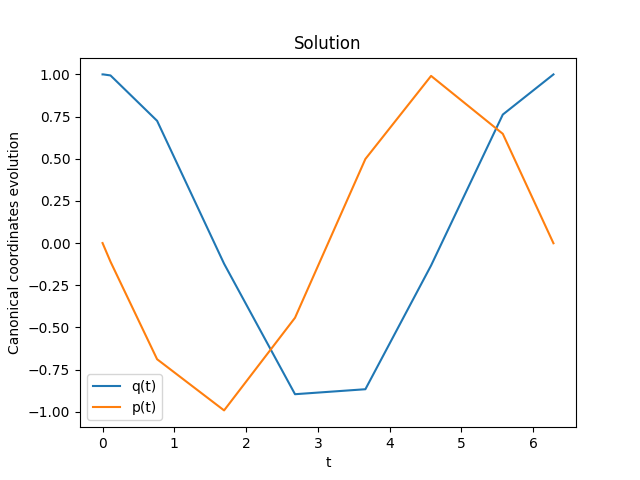 Solution
Canonical coordinates evolution
1.00
0.75
0.50
0.25
0.00
−0.25
−0.50
−0.75
−1.00
q(t)
p(t)
0 1 2 3 4 5 6
t